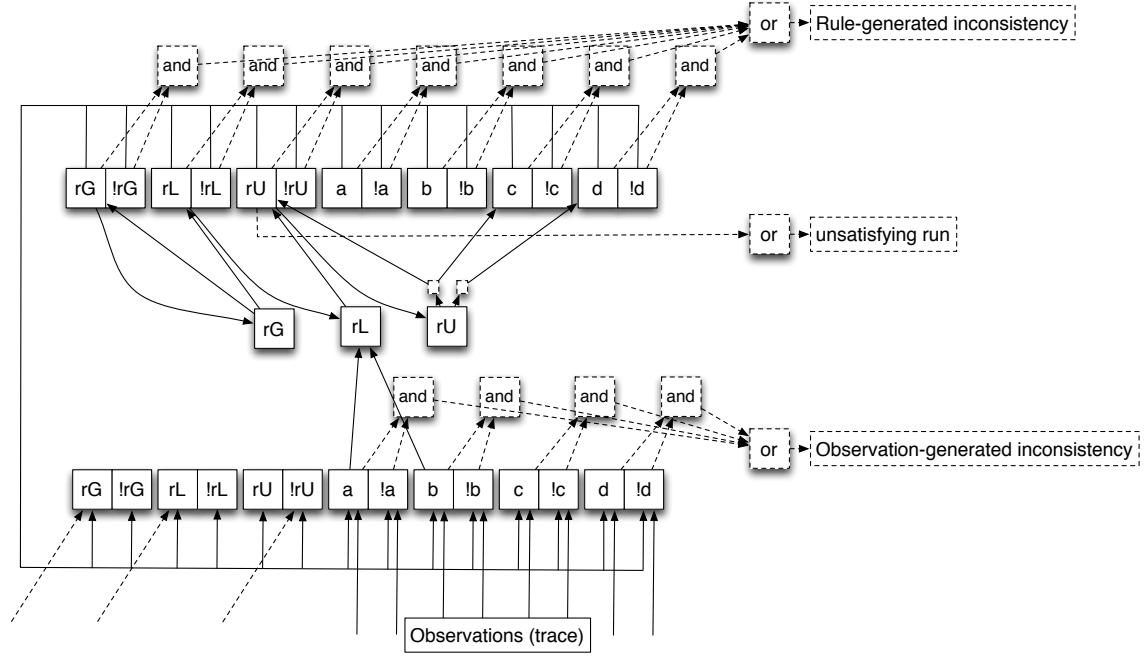 or Rule-generated inconsistency
and and and and and and and
rG !rG rL !rL rU !rU a !a b !b c !c d !d
or unsatisfying run
rG rL rU
and and and and
or Observation-generated inconsistency
rG !rG rL !rL rU !rU a !a b !b c !c d !d
Observations (trace)